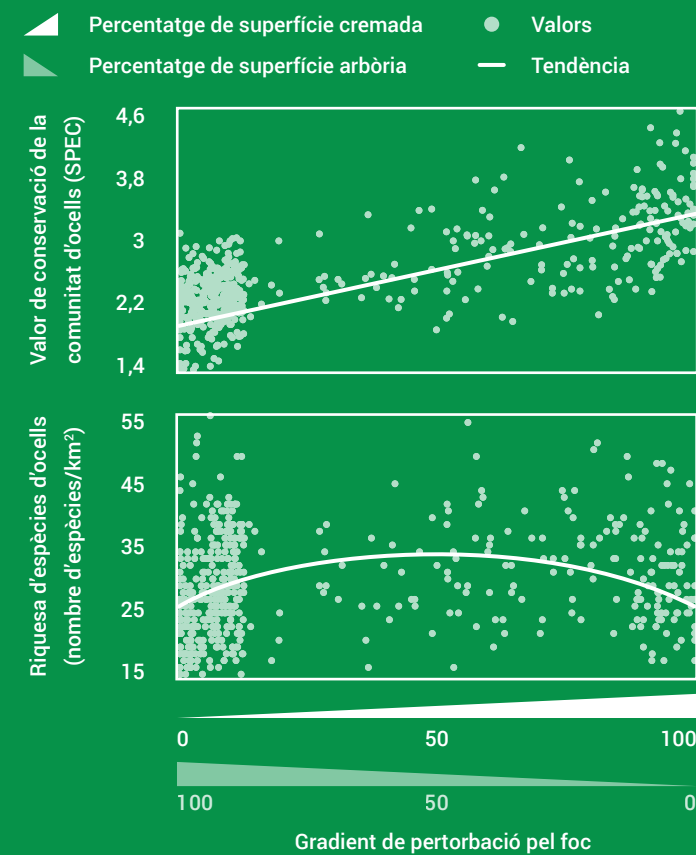 Percentatge de superfície cremada
Valors
Percentatge de superfície arbòria
Tendència
Valor de conservació de la
comunitat d'ocells (SPEC)
4,6
3,8
3
2,2
1,4
Riquesa d'espècies d'ocells
(nombre d'espècies/km²)
55
45
35
25
15
0
50
100
100
50
0
Gradient de pertorbació pel foc